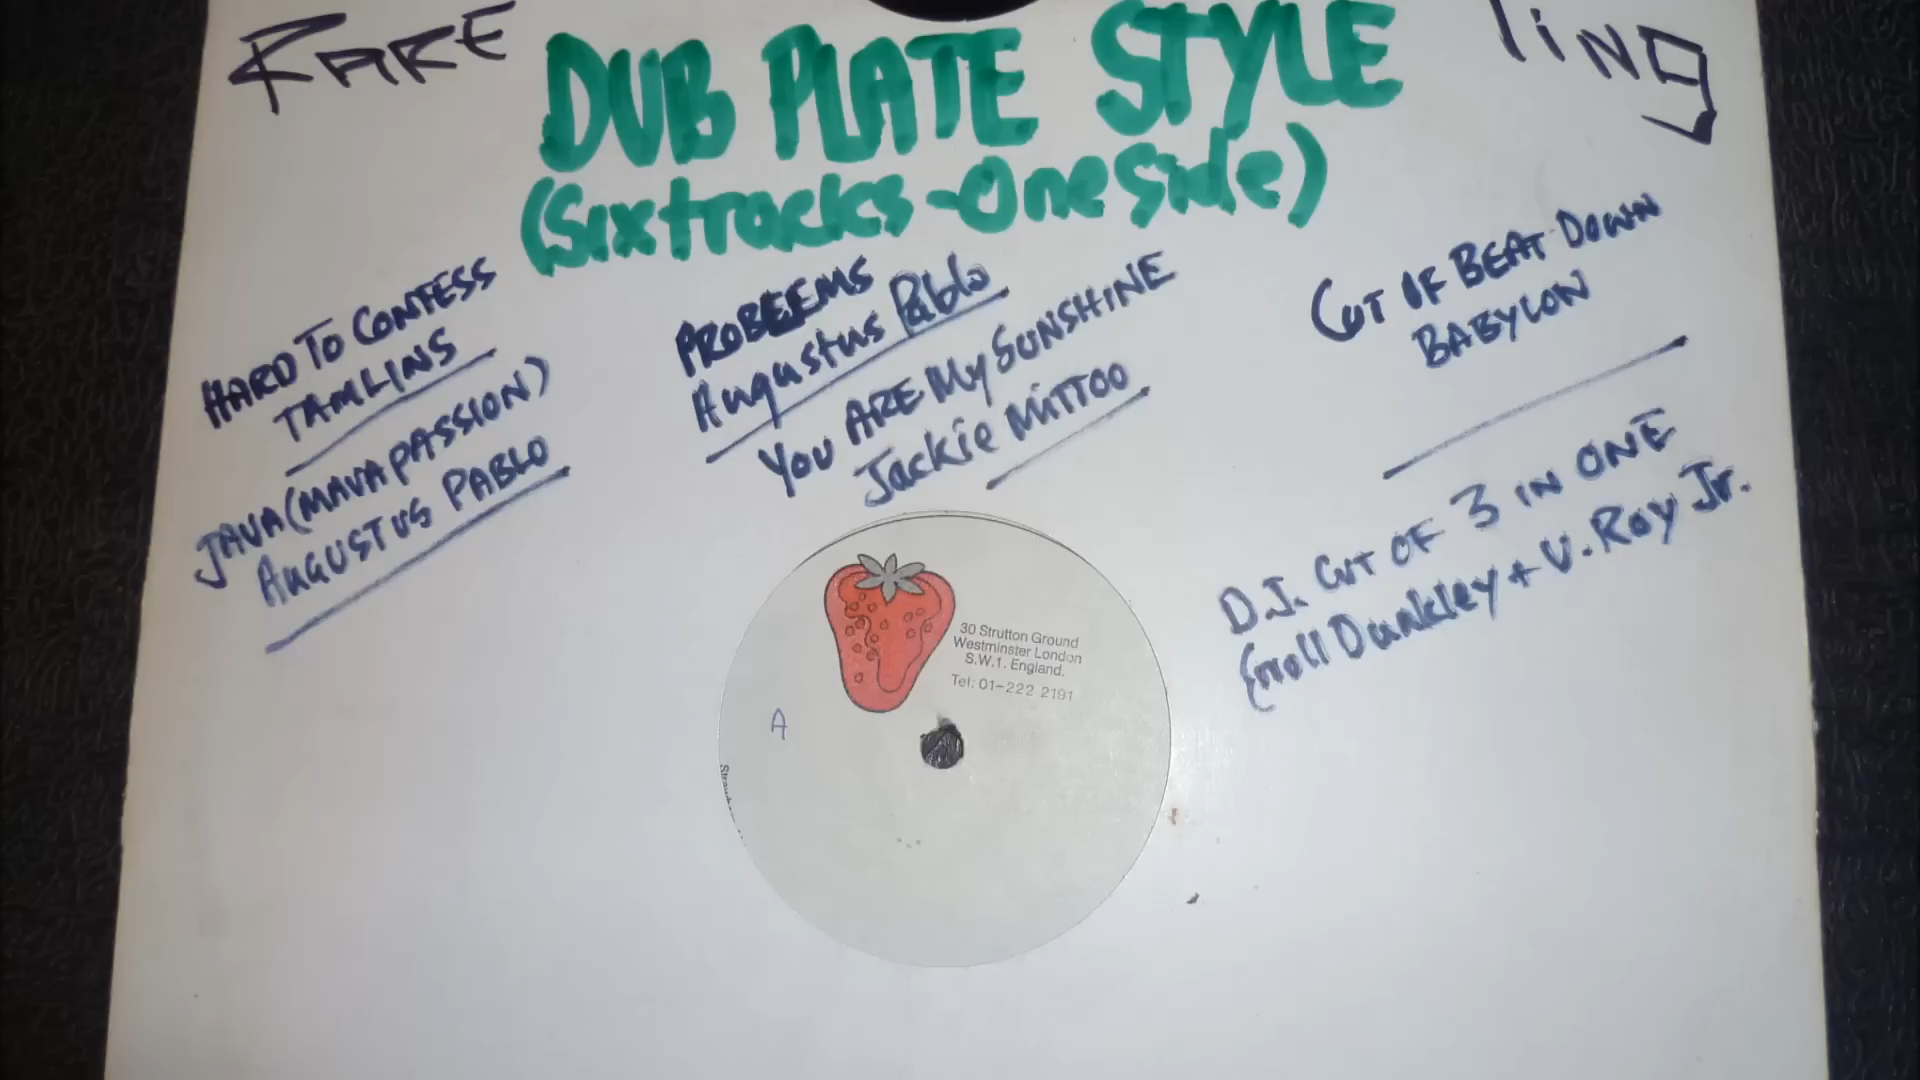 RARE
TING
DUB PLATE STYLE
(Six tracks - One Side)
HARD TO CONFESS
TAMLINS
JAVA (MAVA PASSION)
AUGUSTUS PABLO
PROBEEMS
Augustus Pablo
YOU ARE My SUNSHINE
Jackie MiTTOO
CUT OF BEAT DOWN
BABYLON
D.J. CUT OF 3 IN ONE
Eroll Dunkley + U. Roy Jr.
30 Strutton Ground
Westminster London
S.W.1. England.
Tel: 01-222 2191
A